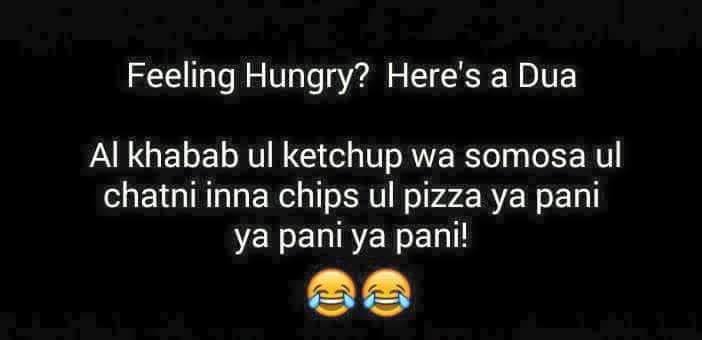 Feeling Hungry?  Here's a Dua
Al khabab ul ketchup wa somosa ul
chatni inna chips ul pizza ya pani
ya pani ya pani!
😂😂